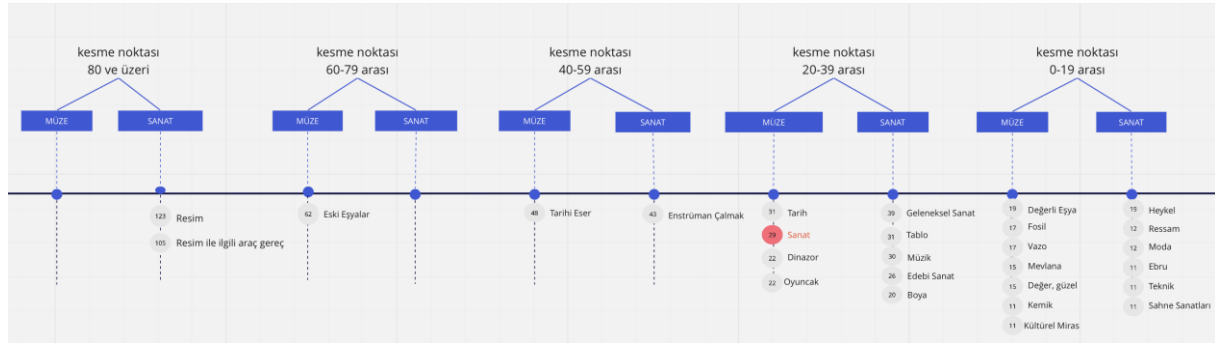 kesme noktası
80 ve üzeri
MÜZE
SANAT
123 Resim
105 Resim ile ilgili araç gereç
kesme noktası
60-79 arası
MÜZE
SANAT
62 Eski Eşyalar
kesme noktası
40-59 arası
MÜZE
SANAT
48 Tarihi Eser
43 Enstrüman Çalmak
kesme noktası
20-39 arası
MÜZE
SANAT
31 Tarih
29 Sanat
22 Dinazor
22 Oyuncak
39 Geleneksel Sanat
31 Tablo
30 Müzik
26 Edebi Sanat
20 Boya
kesme noktası
0-19 arası
MÜZE
SANAT
19 Değerli Eşya
17 Fosil
17 Vazo
15 Mevlana
15 Değer, güzel
11 Kemik
11 Kültürel Miras
Heykel
12 Ressam
12 Moda
11 Ebru
11 Teknik
11 Sahne Sanatları